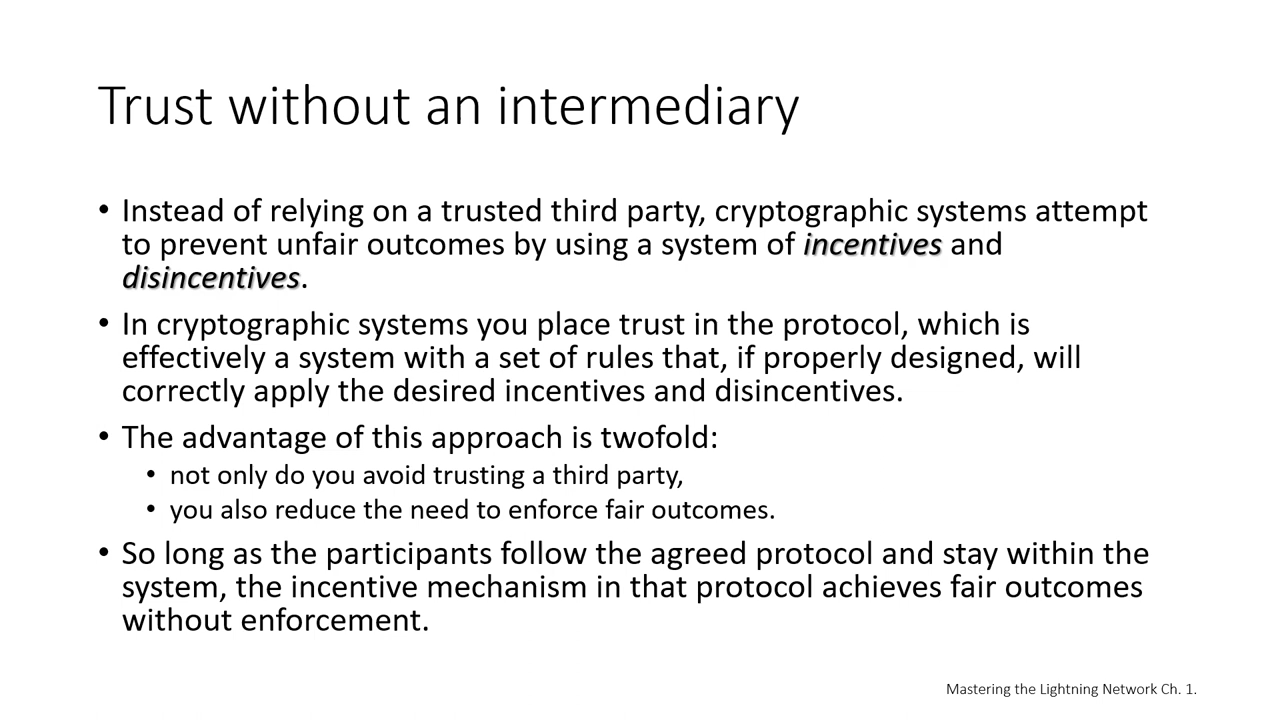 Trust without an intermediary
• Instead of relying on a trusted third party, cryptographic systems attempt
to prevent unfair outcomes by using a system of incentives and
disincentives.
• In cryptographic systems you place trust in the protocol, which is
effectively a system with a set of rules that, if properly designed, will
correctly apply the desired incentives and disincentives.
• The advantage of this approach is twofold:
• not only do you avoid trusting a third party,
• you also reduce the need to enforce fair outcomes.
• So long as the participants follow the agreed protocol and stay within the
system, the incentive mechanism in that protocol achieves fair outcomes
without enforcement.
Mastering the Lightning Network Ch. 1.